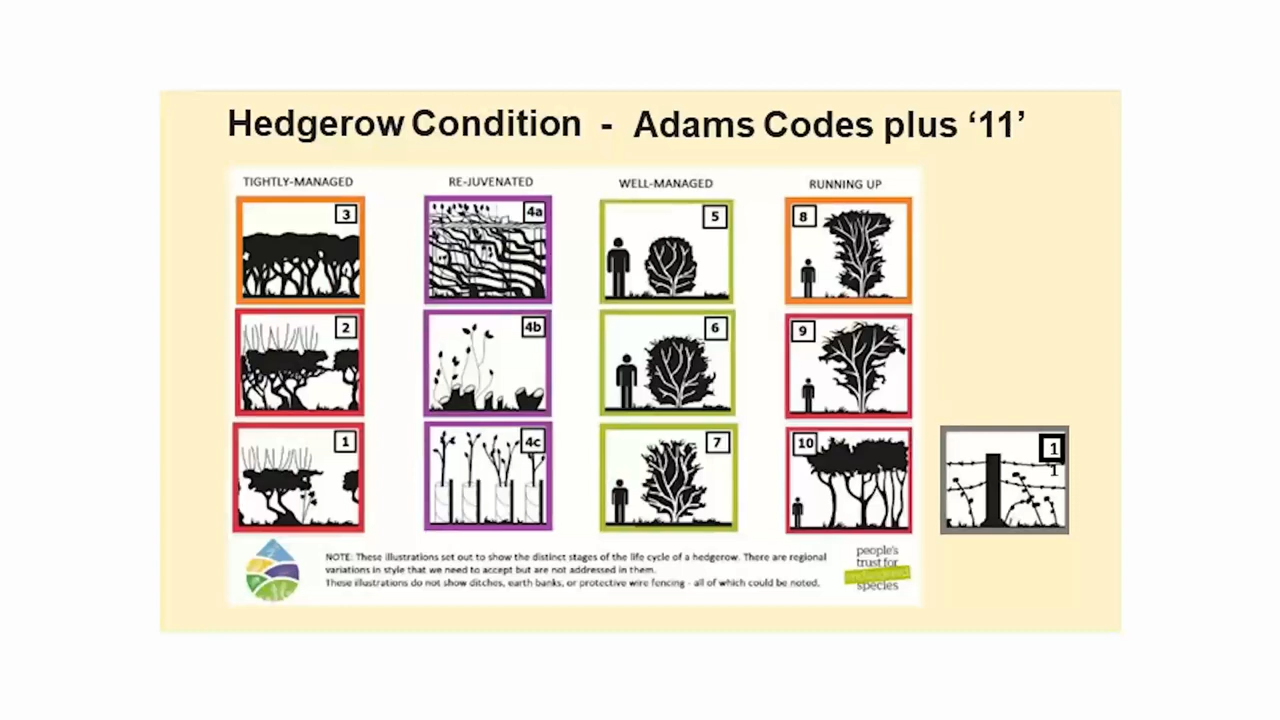 Hedgerow Condition - Adams Codes plus ‘11’
TIGHTLY-MANAGED RE-JUVENATED WELL-MANAGED RUNNING UP
3 4a 5 8
2 4b 6 9
1 4c 7 10 1
1
NOTE: These illustrations set out to show the distinct stages of the life cycle of a hedgerow. There are regional
variations in style that we need to accept but are not addressed in them.
These illustrations do not show ditches, earth banks, or protective wire fencing - all of which could be noted.
people's
trust for
endangered
species